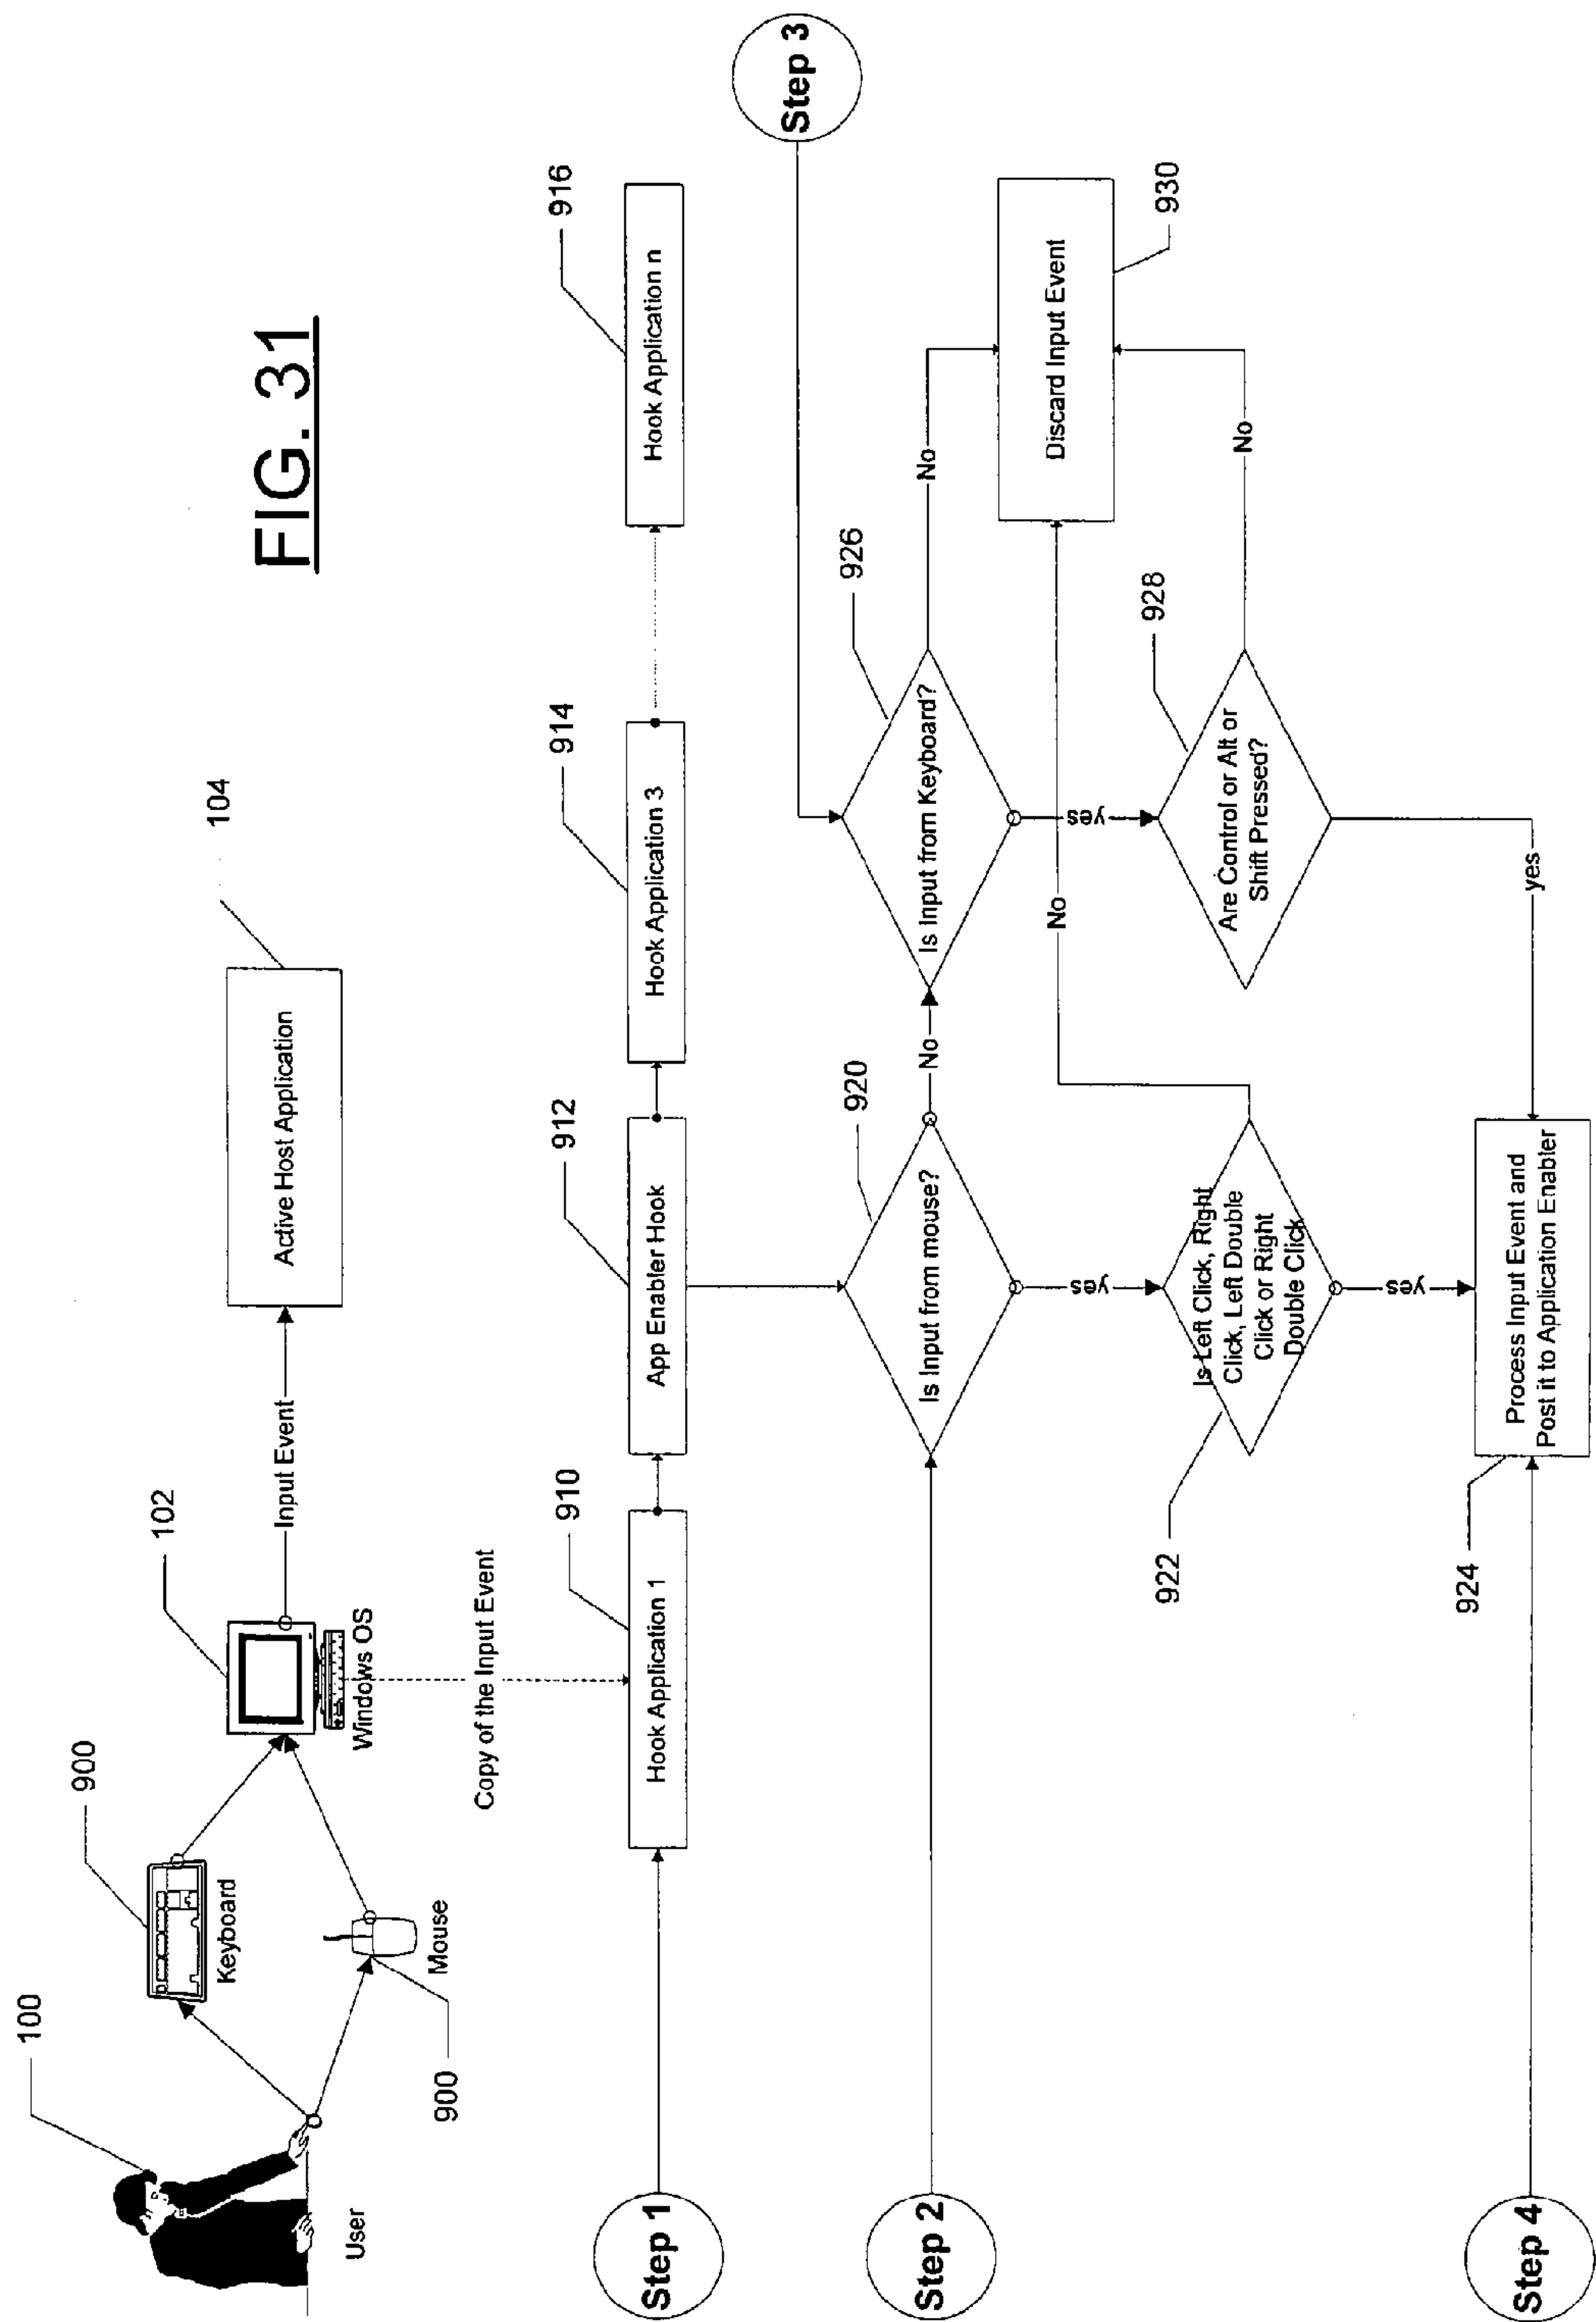 FIG. 31
100
User
900
Keyboard
900
Mouse
102
Windows OS
Input Event
104
Active Host Application
Copy of the Input Event
Step 1
910
Hook Application 1
912
App Enabler Hook
914
Hook Application 3
916
Hook Application n
Step 2
920
Is Input from mouse?
No
926
Is Input from Keyboard?
No
Step 3
yes
yes
922
Is Left Click, Right
Click, Left Double
Click or Right
Double Click
No
928
Are Control or Alt or
Shift Pressed?
No
Discard Input Event
930
yes
yes
Step 4
924
Process Input Event and
Post it to Application Enabler